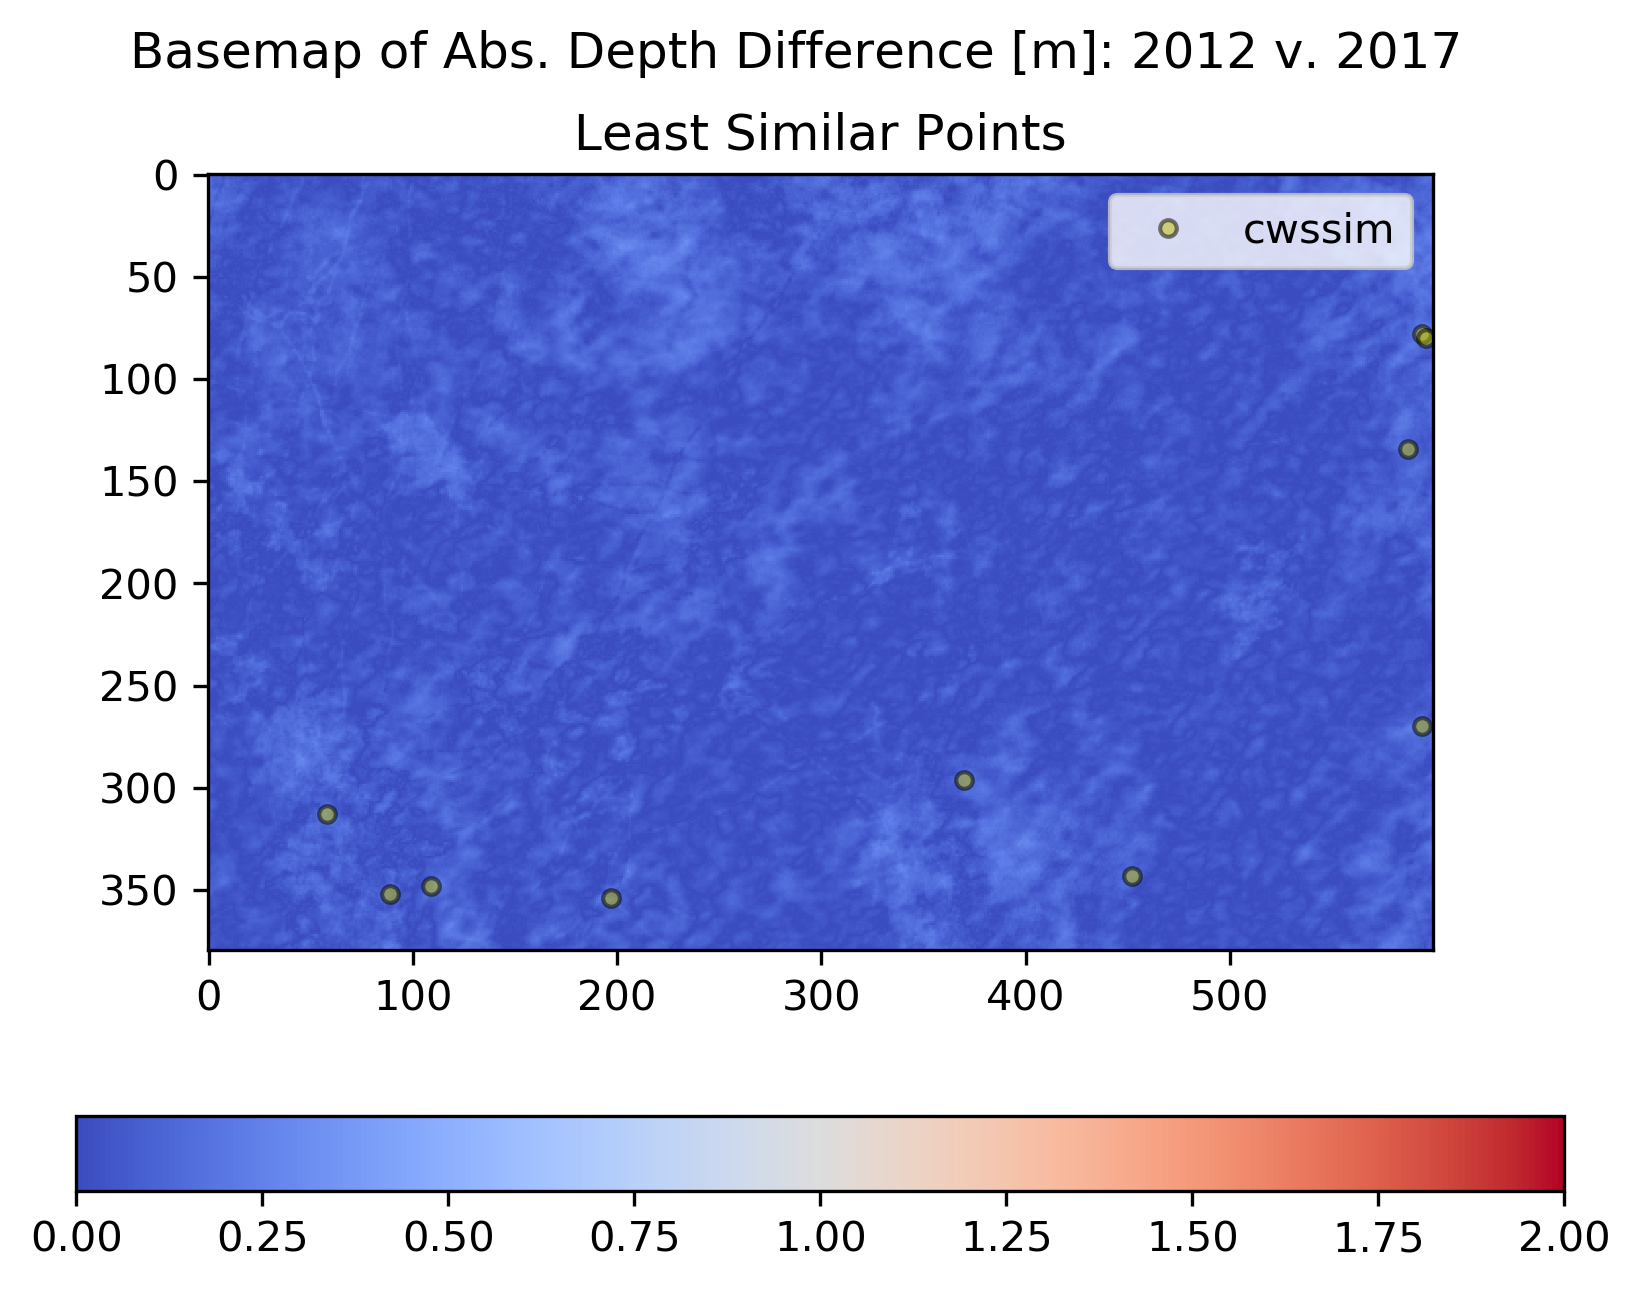 Basemap of Abs. Depth Difference [m]: 2012 v. 2017
Least Similar Points
cwssim
0
50
100
150
200
250
300
350
0 100 200 300 400 500
0.00 0.25 0.50 0.75 1.00 1.25 1.50 1.75 2.00